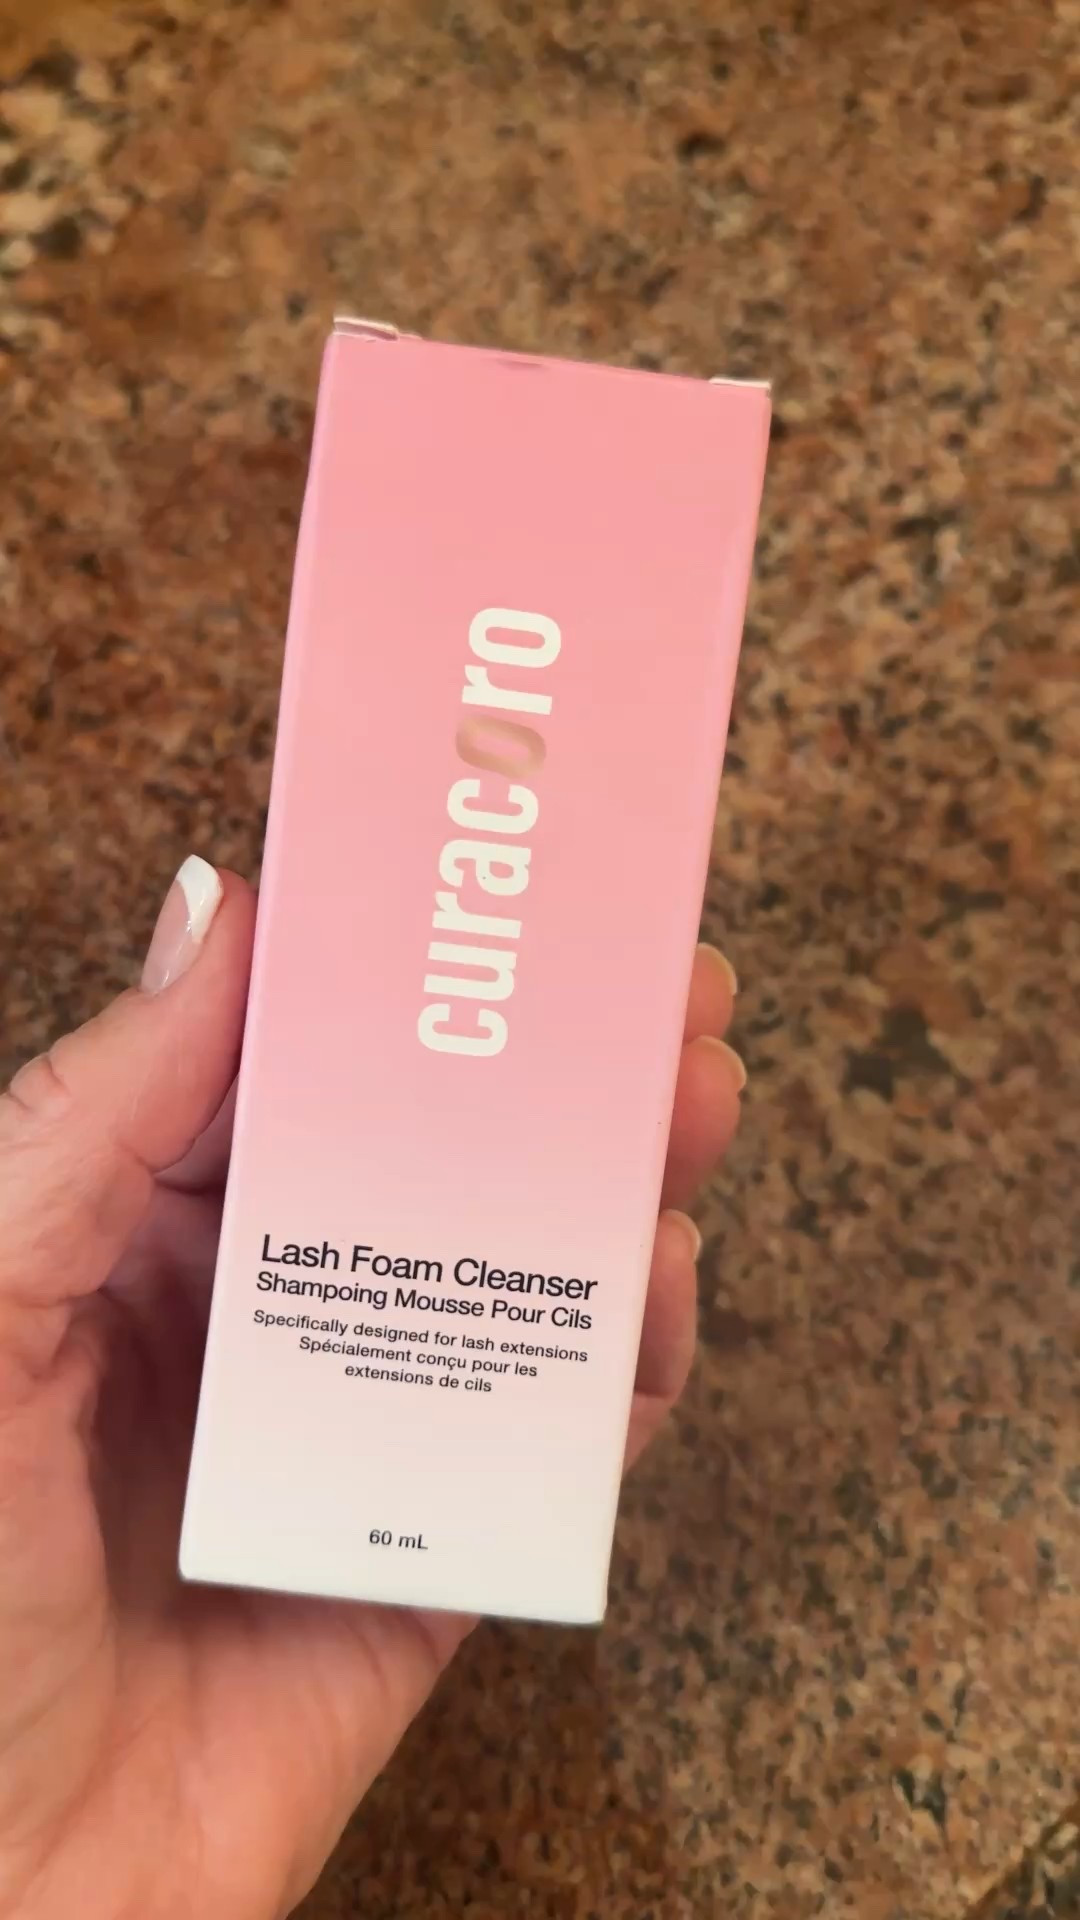 curacoro
Lash Foam Cleanser
Shampoing Mousse Pour Cils
Specifically designed for lash extensions
Spécialement conçu pour les
extensions de cils
60 mL